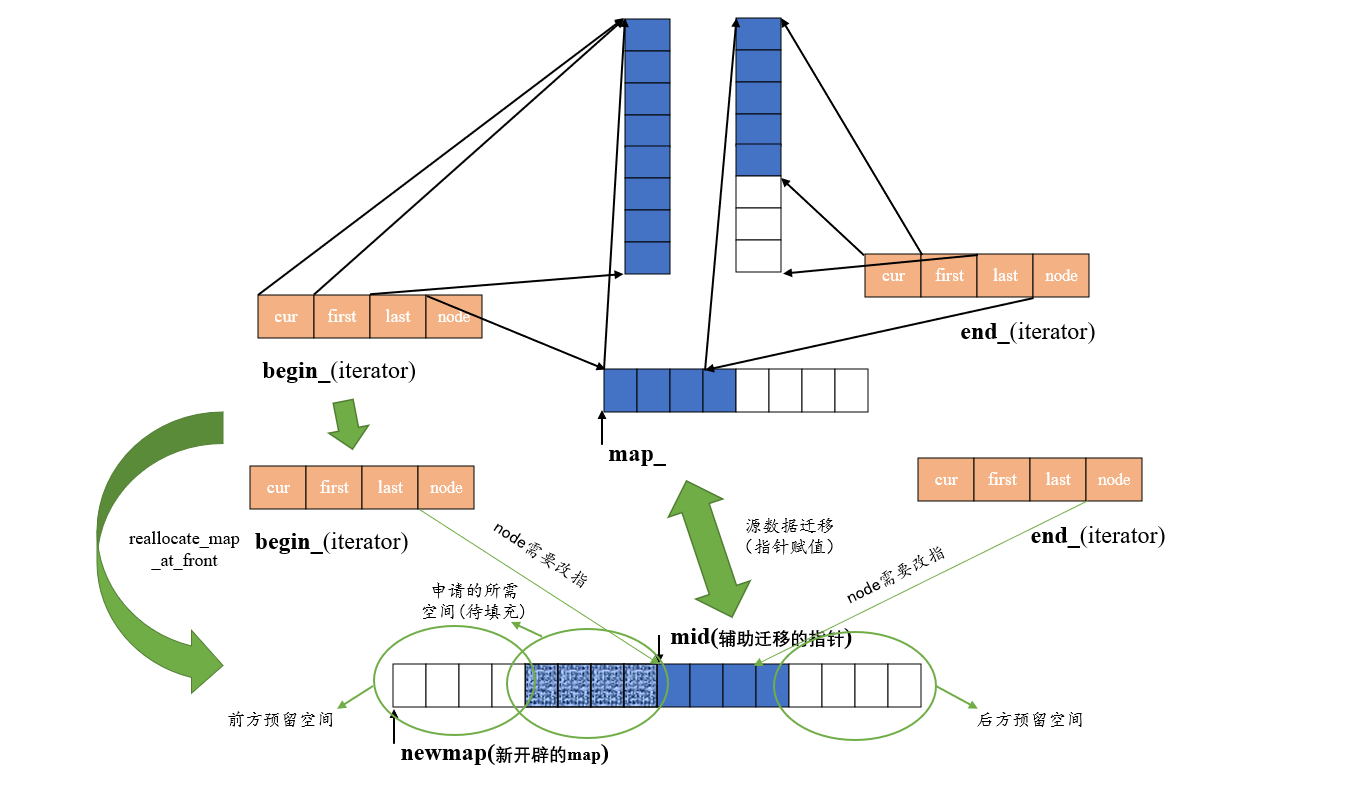 cur first last node
begin_(iterator)
cur first last node
end_(iterator)
map_
cur first last node
begin_(iterator)
cur first last node
end_(iterator)
reallocate_map
_at_front
node需要改指
源数据迁移
(指针赋值)
node需要改指
申请的所需
空间(待填充)
mid(辅助迁移的指针)
前方预留空间
后方预留空间
newmap(新开辟的map)